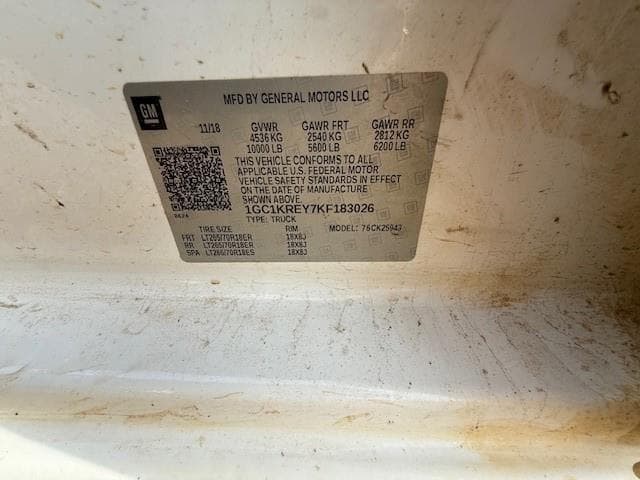 GM
MFD BY GENERAL MOTORS LLC
11/18 GVWR GAWR FRT GAWR RR
4536 KG 2540 KG 2812 KG
10000 LB 5600 LB 6200 LB
THIS VEHICLE CONFORMS TO ALL
APPLICABLE U.S. FEDERAL MOTOR
VEHICLE SAFETY STANDARDS IN EFFECT
ON THE DATE OF MANUFACTURE
SHOWN ABOVE.
1GC1KREY7KF183026
TYPE: TRUCK
TIRE SIZE RIM MODEL: 76CK25943
FRT LT265/70R18ER 18X8J
RR LT265/70R18ER 18X8J
SPA LT265/70R18ES 18X8J